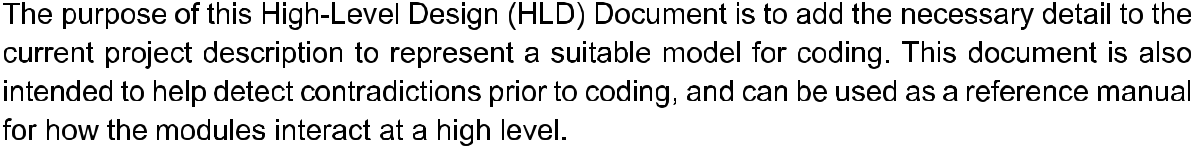 The purpose of this High-Level Design (HLD) Document is to add the necessary detail to the
current project description to represent a suitable model for coding. This document is also
intended to help detect contradictions prior to coding, and can be used as a reference manual
for how the modules interact at a high level.